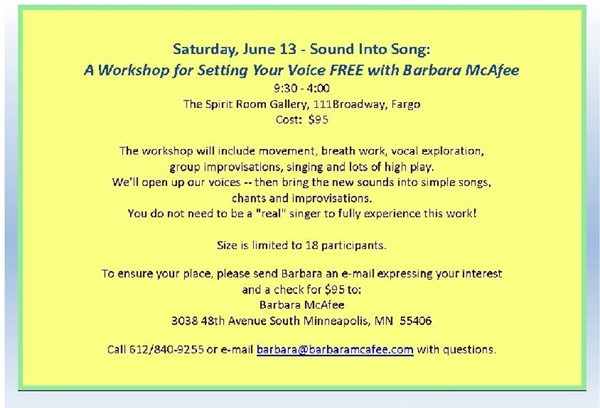 Saturday, June 13 - Sound Into Song:
A Workshop for Setting Your Voice FREE with Barbara McAfee
9:30 - 4:00
The Spirit Room Gallery, 111Broadway, Fargo
Cost: $95
The workshop will include movement, breath work, vocal exploration,
group improvisations, singing and lots of high play.
We'll open up our voices -- then bring the new sounds into simple songs,
chants and improvisations.
You do not need to be a "real" singer to fully experience this work!
Size is limited to 18 participants.
To ensure your place, please send Barbara an e-mail expressing your interest
and a check for $95 to:
Barbara McAfee
3038 48th Avenue South Minneapolis, MN 55406
Call 612/840-9255 or e-mail barbara@barbaramcafee.com with questions.